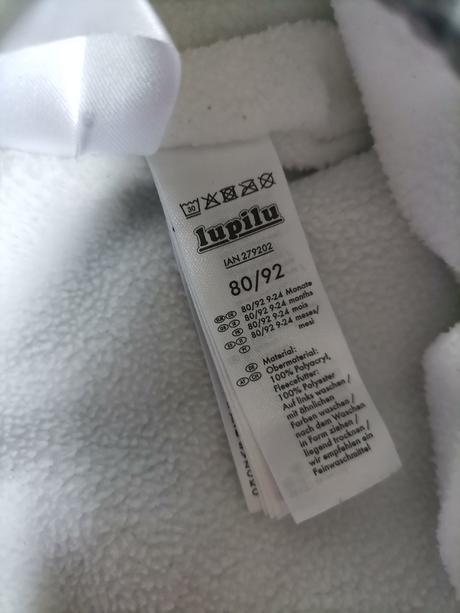 30
lupilu
IAN 279202
80/92
80/92 9-24 Monate
80/92 9-24 months
80/92 9-24 mois
80/92 9-24 meses/
mesi
Material:
Obermaterial:
100% Polyacryl,
Fleecefutter:
100% Polyester
Auf links waschen /
mit ähnlichen
Farben waschen /
nach dem Waschen
in Form ziehen /
liegend trocknen /
wir empfehlen ein
Feinwaschmittel